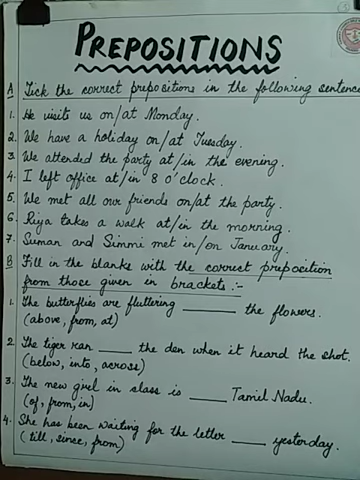 PREPOSITIONS
A Tick the correct prepositions in the following sentence
1. He visits us on/at Monday.
2. We have a holiday on/at Tuesday.
3. We attended the party at/in the evening.
4. I left office at/in 8 o'clock.
5. We met all our friends on/at the party.
6. Riya takes a walk at/in the morning.
7. Suman and Simmi met in/on January.
B Fill in the blanks with the correct preposition
from those given in brackets:-
1. The butterflies are fluttering ______ the flowers.
(above, from, at)
2. The tiger ran ____ the den when it heard the shot.
(below, into, across)
3. The new girl in class is _____ Tamil Nadu.
(of, from, in)
4. She has been waiting for the letter ____ yesterday.
(till, since, from)